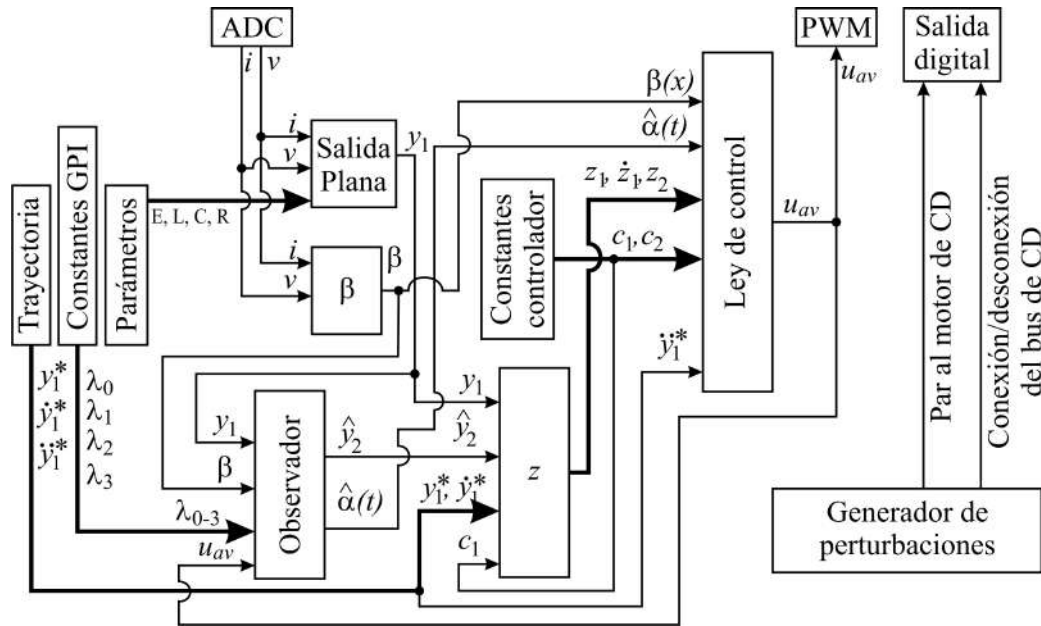 ADC
PWM
Salida
digital
i
v
u_av
β(x)
α̂(t)
i
v
Salida
Plana
y₁
Constantes GPI
Trayectoria
Parámetros
E, L, C, R
z₁, ż₁, z₂
Constantes
controlador
c₁, c₂
Ley de control
u_av
i
v
β
β
ÿ₁*
Par al motor de CD
Conexión/desconexión
del bus de CD
y₁*
ẏ₁*
ÿ₁*
λ₀
λ₁
λ₂
λ₃
y₁
β
λ₀₋₃
u_av
Observador
ŷ₂
α̂(t)
y₁
ŷ₂
y₁*, ẏ₁*
c₁
z
Generador de
perturbaciones